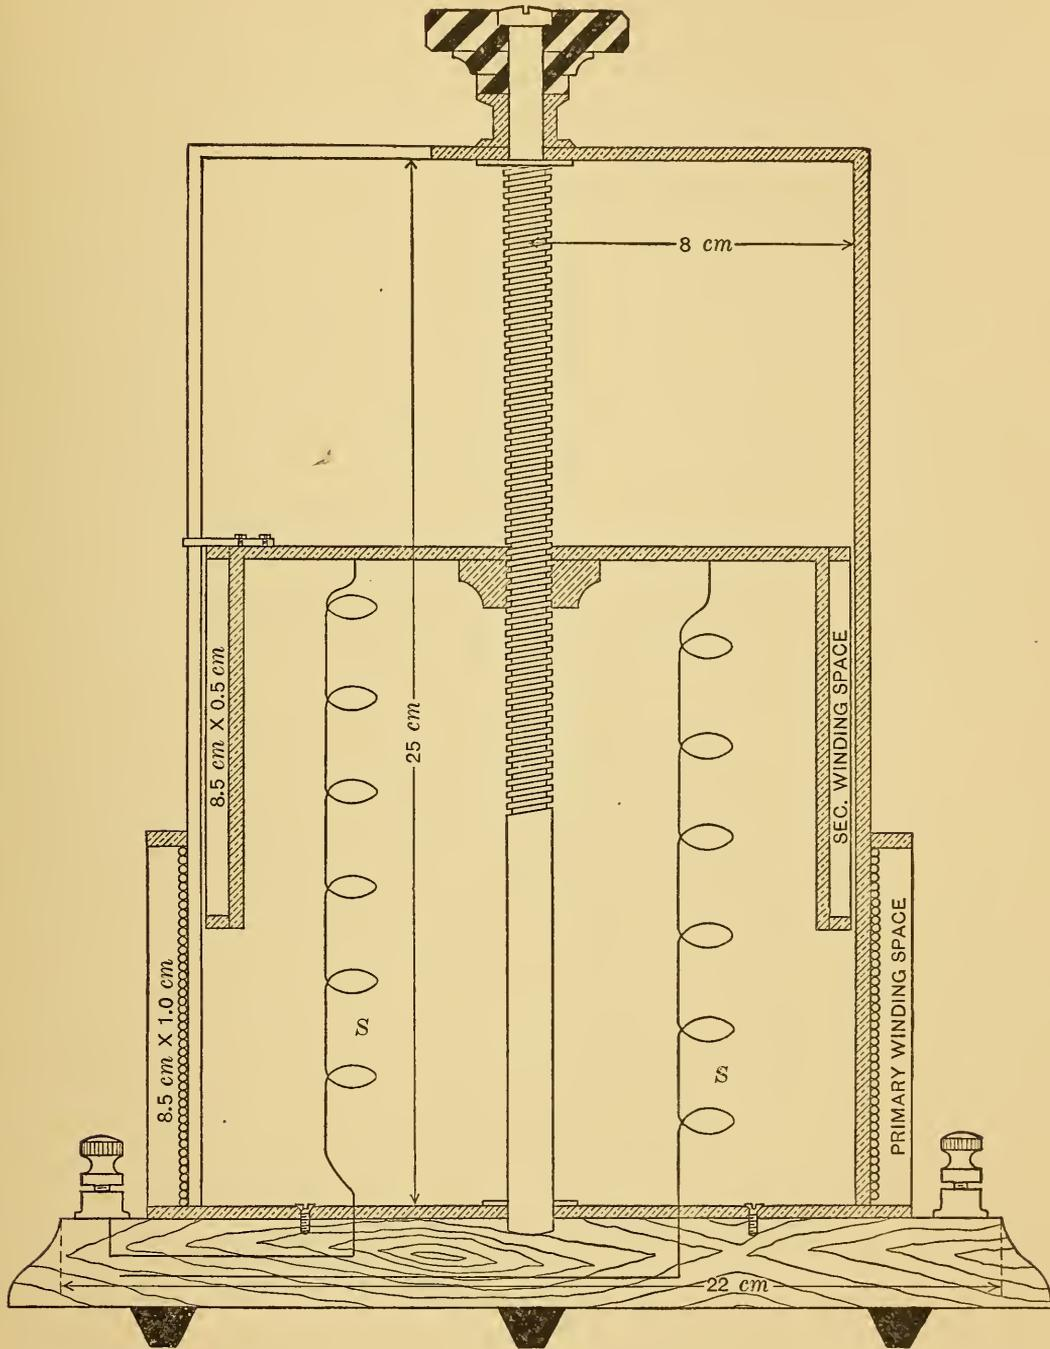 8 cm
8.5 cm X 0.5 cm
25 cm
SEC. WINDING SPACE
8.5 cm X 1.0 cm
S
S
PRIMARY WINDING SPACE
22 cm